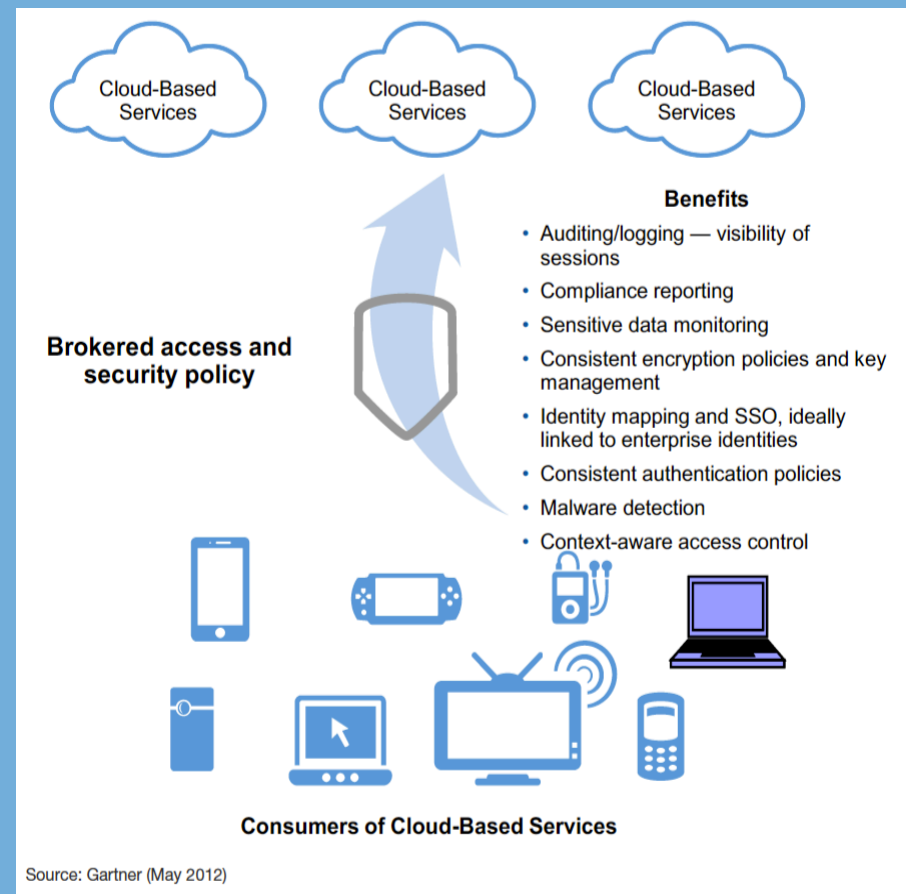 Cloud-Based
Services
Cloud-Based
Services
Cloud-Based
Services
Benefits
• Auditing/logging — visibility of
sessions
• Compliance reporting
• Sensitive data monitoring
• Consistent encryption policies and key
management
• Identity mapping and SSO, ideally
linked to enterprise identities
• Consistent authentication policies
• Malware detection
• Context-aware access control
Brokered access and
security policy
Consumers of Cloud-Based Services
Source: Gartner (May 2012)